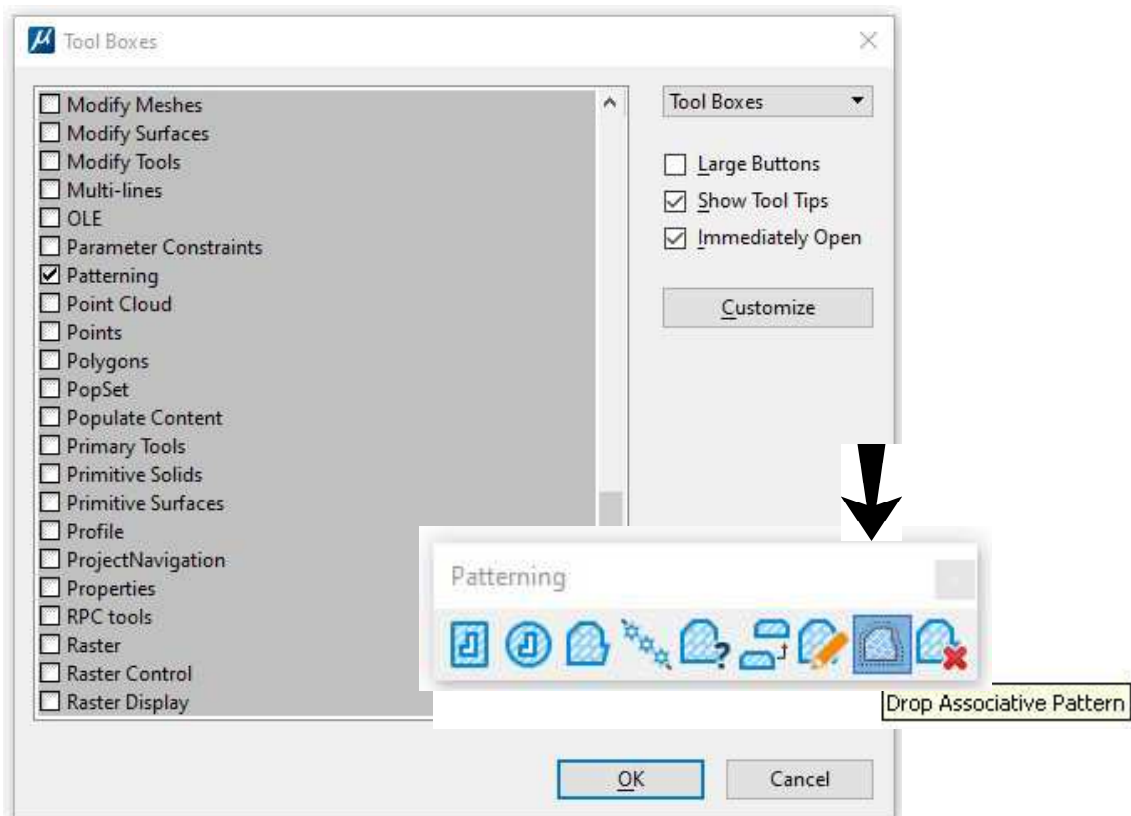 Tool Boxes
Modify Meshes
Modify Surfaces
Modify Tools
Multi-lines
OLE
Parameter Constraints
Patterning
Point Cloud
Points
Polygons
PopSet
Populate Content
Primary Tools
Primitive Solids
Primitive Surfaces
Profile
ProjectNavigation
Properties
RPC tools
Raster
Raster Control
Raster Display
Tool Boxes
Large Buttons
Show Tool Tips
Immediately Open
Customize
Patterning
Drop Associative Pattern
OK
Cancel